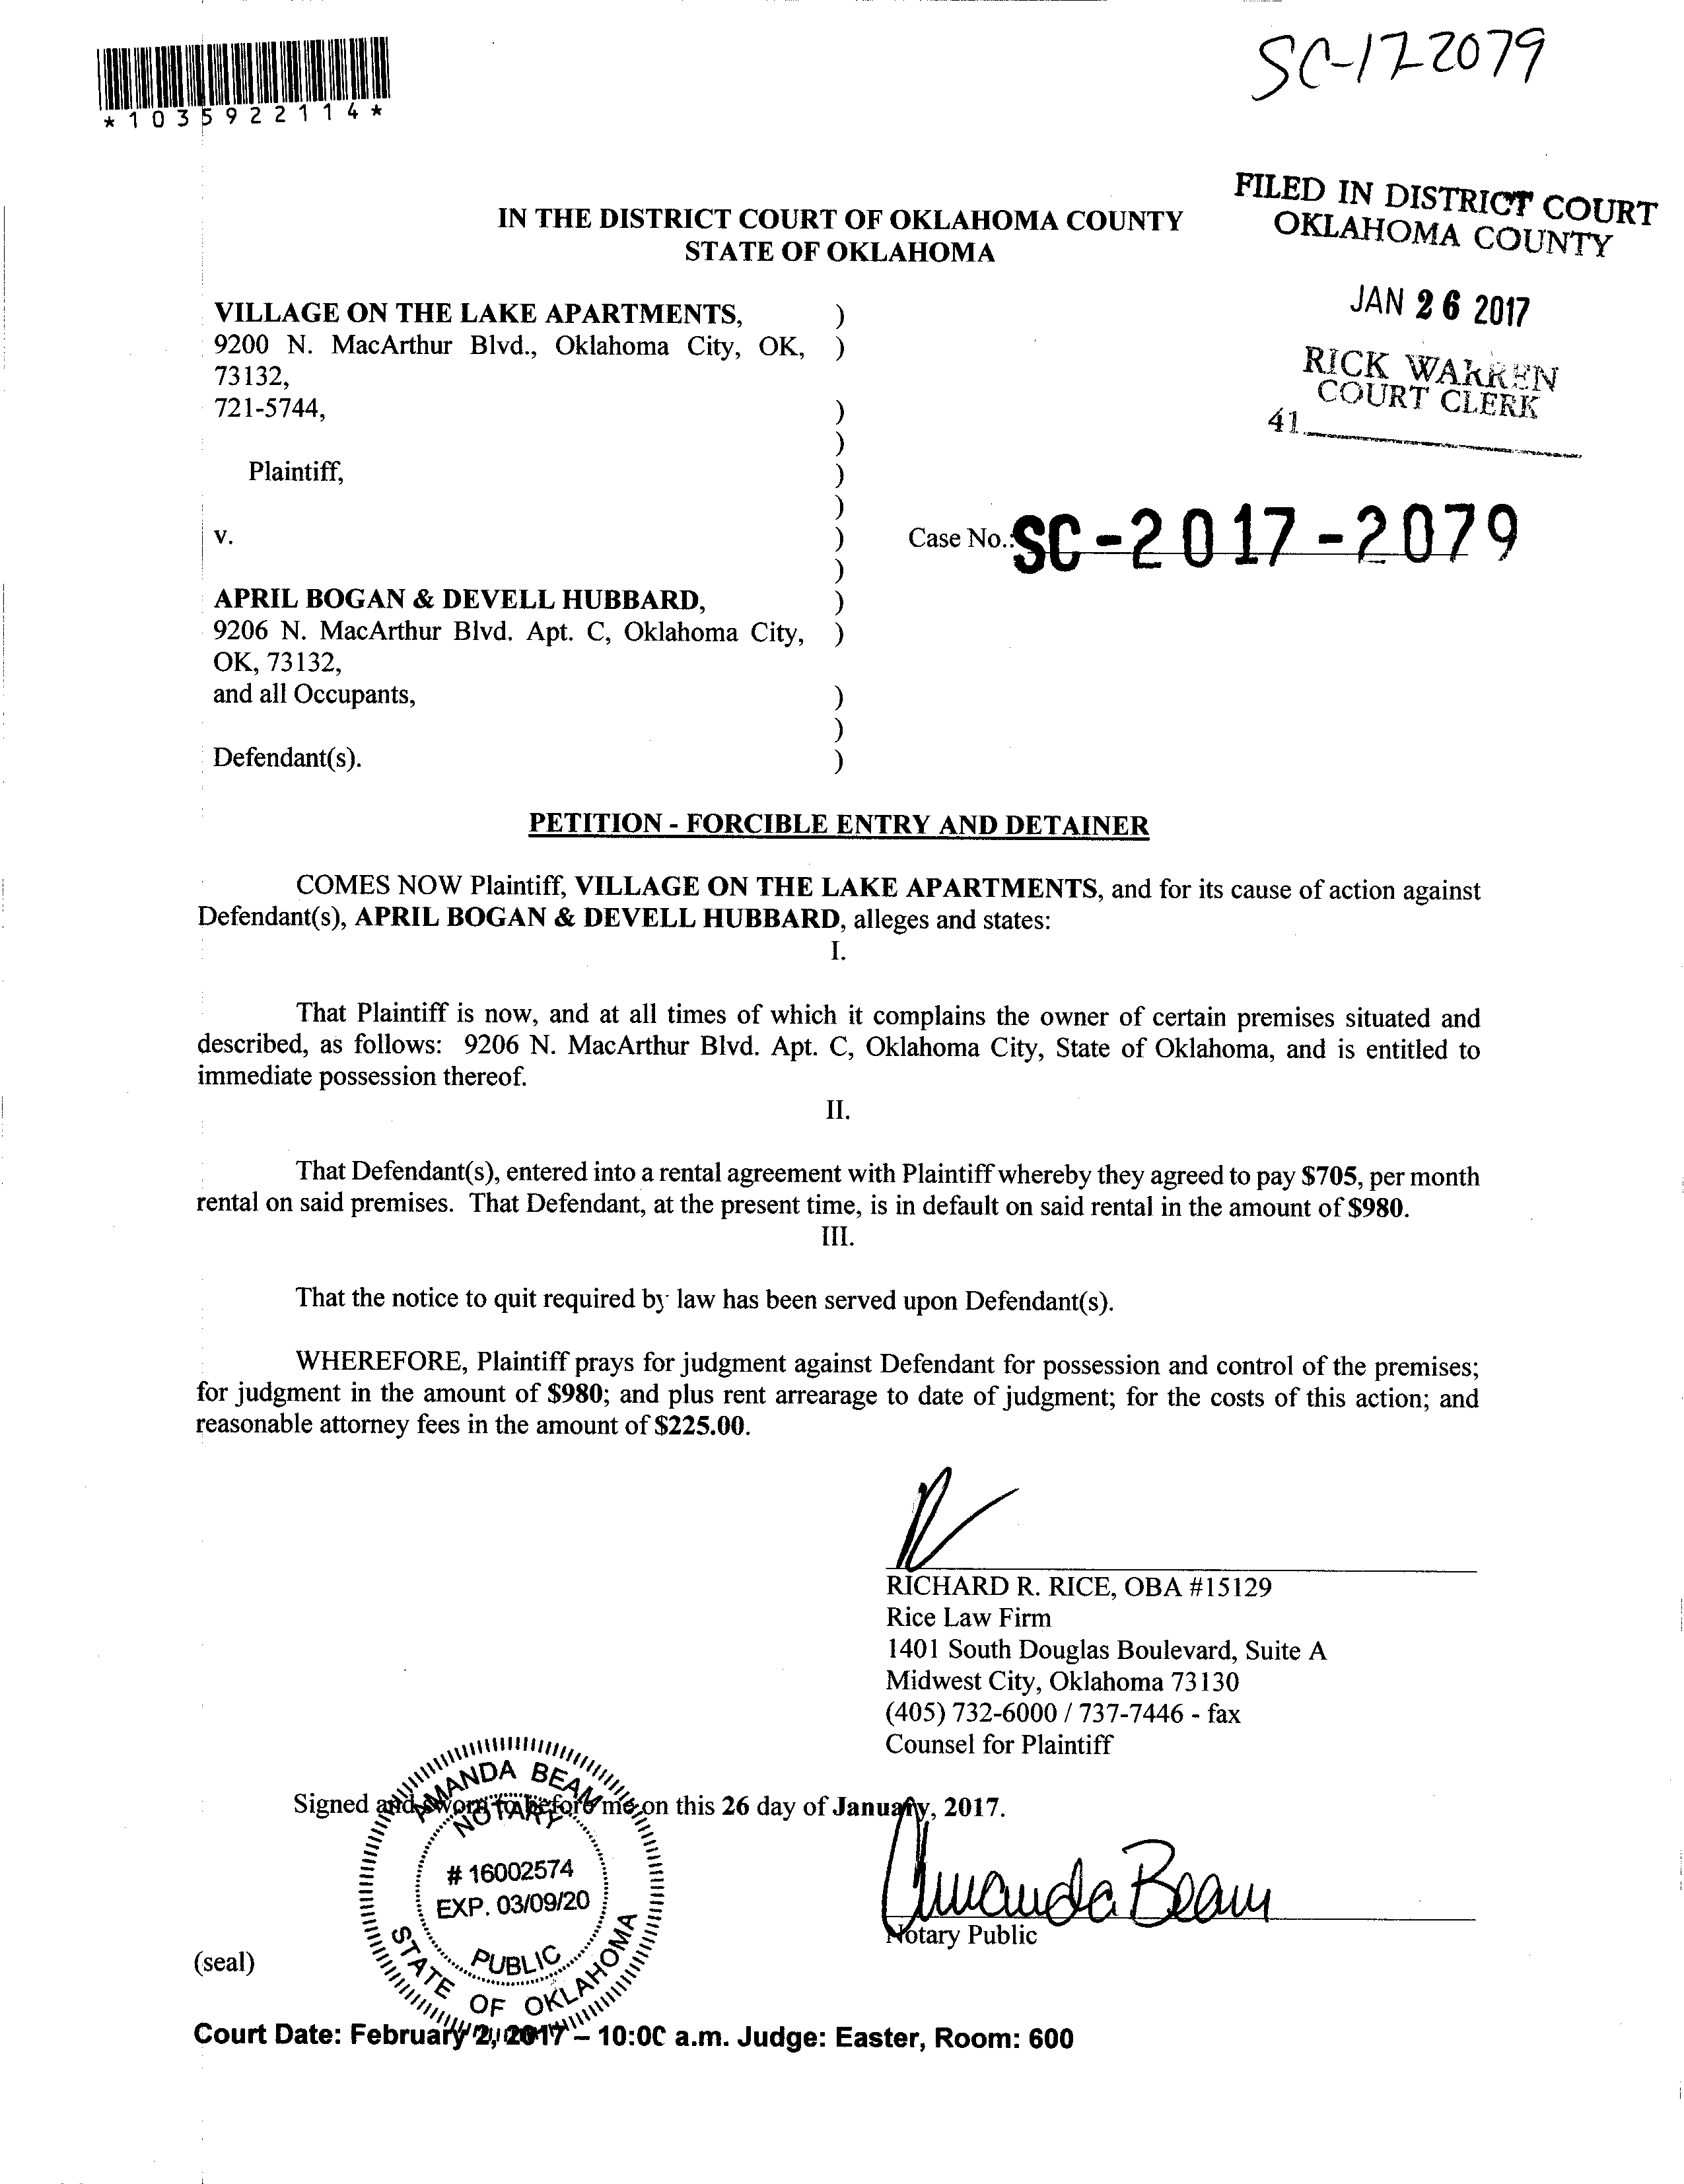 SC-17-2079
*1035922114*
FILED IN DISTRICT COURT
OKLAHOMA COUNTY
JAN 26 2017
RICK WARREN
COURT CLERK
41
IN THE DISTRICT COURT OF OKLAHOMA COUNTY
STATE OF OKLAHOMA
VILLAGE ON THE LAKE APARTMENTS, )
9200 N. MacArthur Blvd., Oklahoma City, OK, )
73132,
721-5744, )
)
Plaintiff, )
)
v. )
Case No.: SC-2017-2079
)
APRIL BOGAN & DEVELL HUBBARD, )
9206 N. MacArthur Blvd. Apt. C, Oklahoma City, )
OK, 73132,
and all Occupants, )
)
Defendant(s). )
PETITION - FORCIBLE ENTRY AND DETAINER
COMES NOW Plaintiff, VILLAGE ON THE LAKE APARTMENTS, and for its cause of action against
Defendant(s), APRIL BOGAN & DEVELL HUBBARD, alleges and states:
I.
That Plaintiff is now, and at all times of which it complains the owner of certain premises situated and
described, as follows: 9206 N. MacArthur Blvd. Apt. C, Oklahoma City, State of Oklahoma, and is entitled to
immediate possession thereof.
II.
That Defendant(s), entered into a rental agreement with Plaintiff whereby they agreed to pay $705, per month
rental on said premises. That Defendant, at the present time, is in default on said rental in the amount of $980.
III.
That the notice to quit required by law has been served upon Defendant(s).
WHEREFORE, Plaintiff prays for judgment against Defendant for possession and control of the premises;
for judgment in the amount of $980; and plus rent arrearage to date of judgment; for the costs of this action; and
reasonable attorney fees in the amount of $225.00.
RICHARD R. RICE, OBA #15129
Rice Law Firm
1401 South Douglas Boulevard, Suite A
Midwest City, Oklahoma 73130
(405) 732-6000 / 737-7446 - fax
Counsel for Plaintiff
Signed and sworn to before me on this 26 day of January, 2017.
AMANDA BEAM
NOTARY
# 16002574
EXP. 03/09/20
PUBLIC
STATE OF OKLAHOMA
Amanda Beam
Notary Public
(seal)
Court Date: February 2, 2017 – 10:00 a.m. Judge: Easter, Room: 600